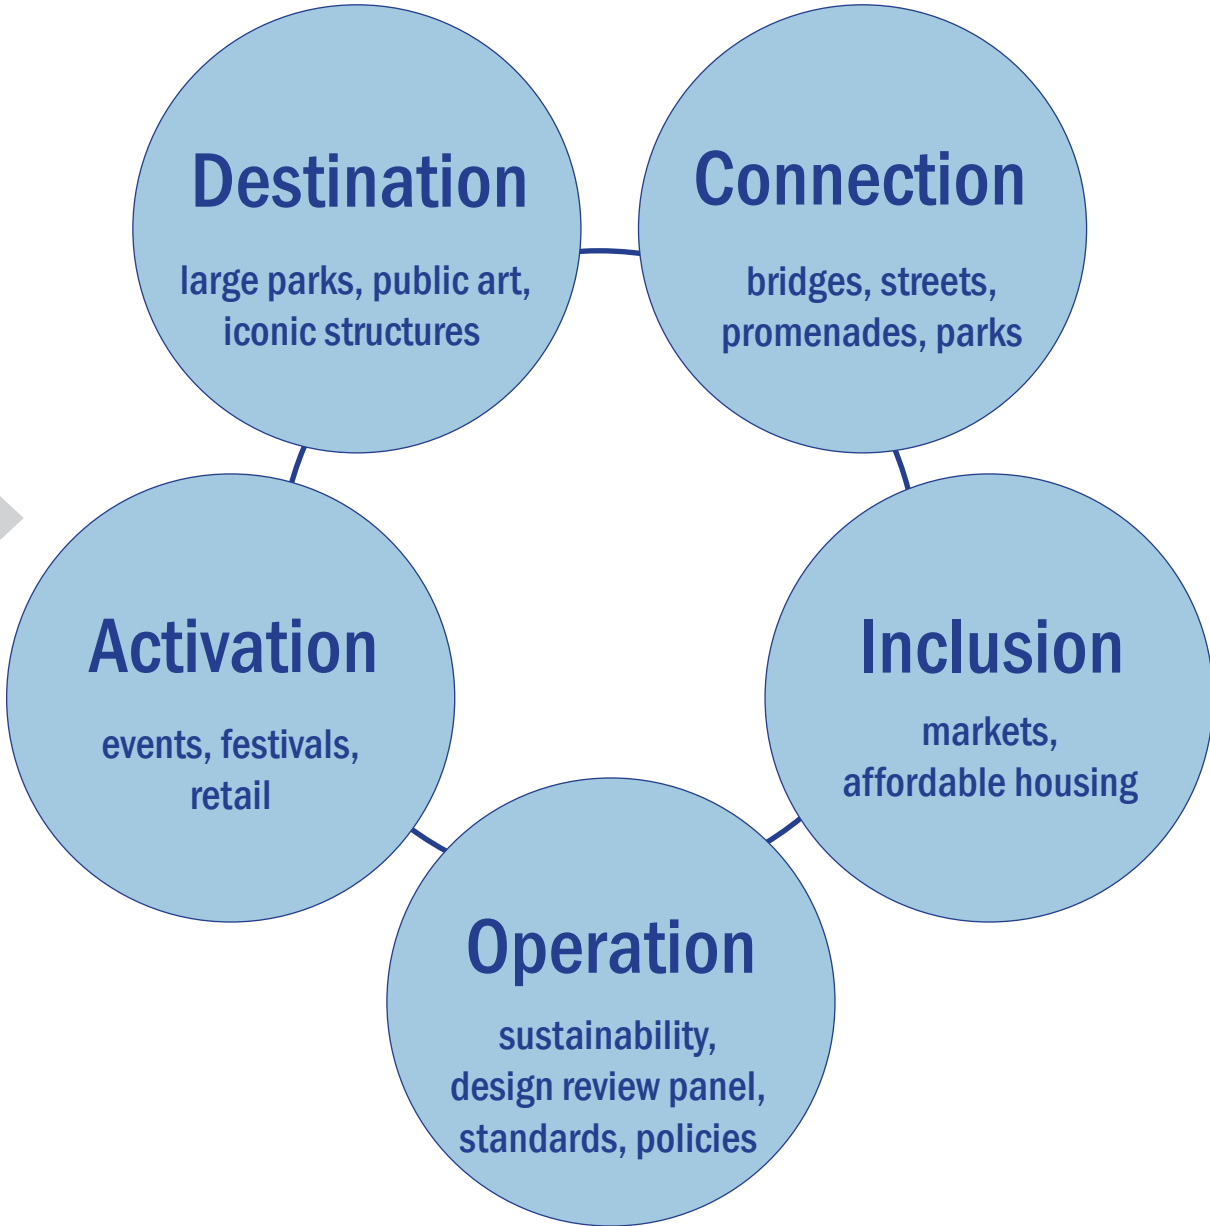 Destination
large parks, public art,
iconic structures
Connection
bridges, streets,
promenades, parks
Activation
events, festivals,
retail
Inclusion
markets,
affordable housing
Operation
sustainability,
design review panel,
standards, policies